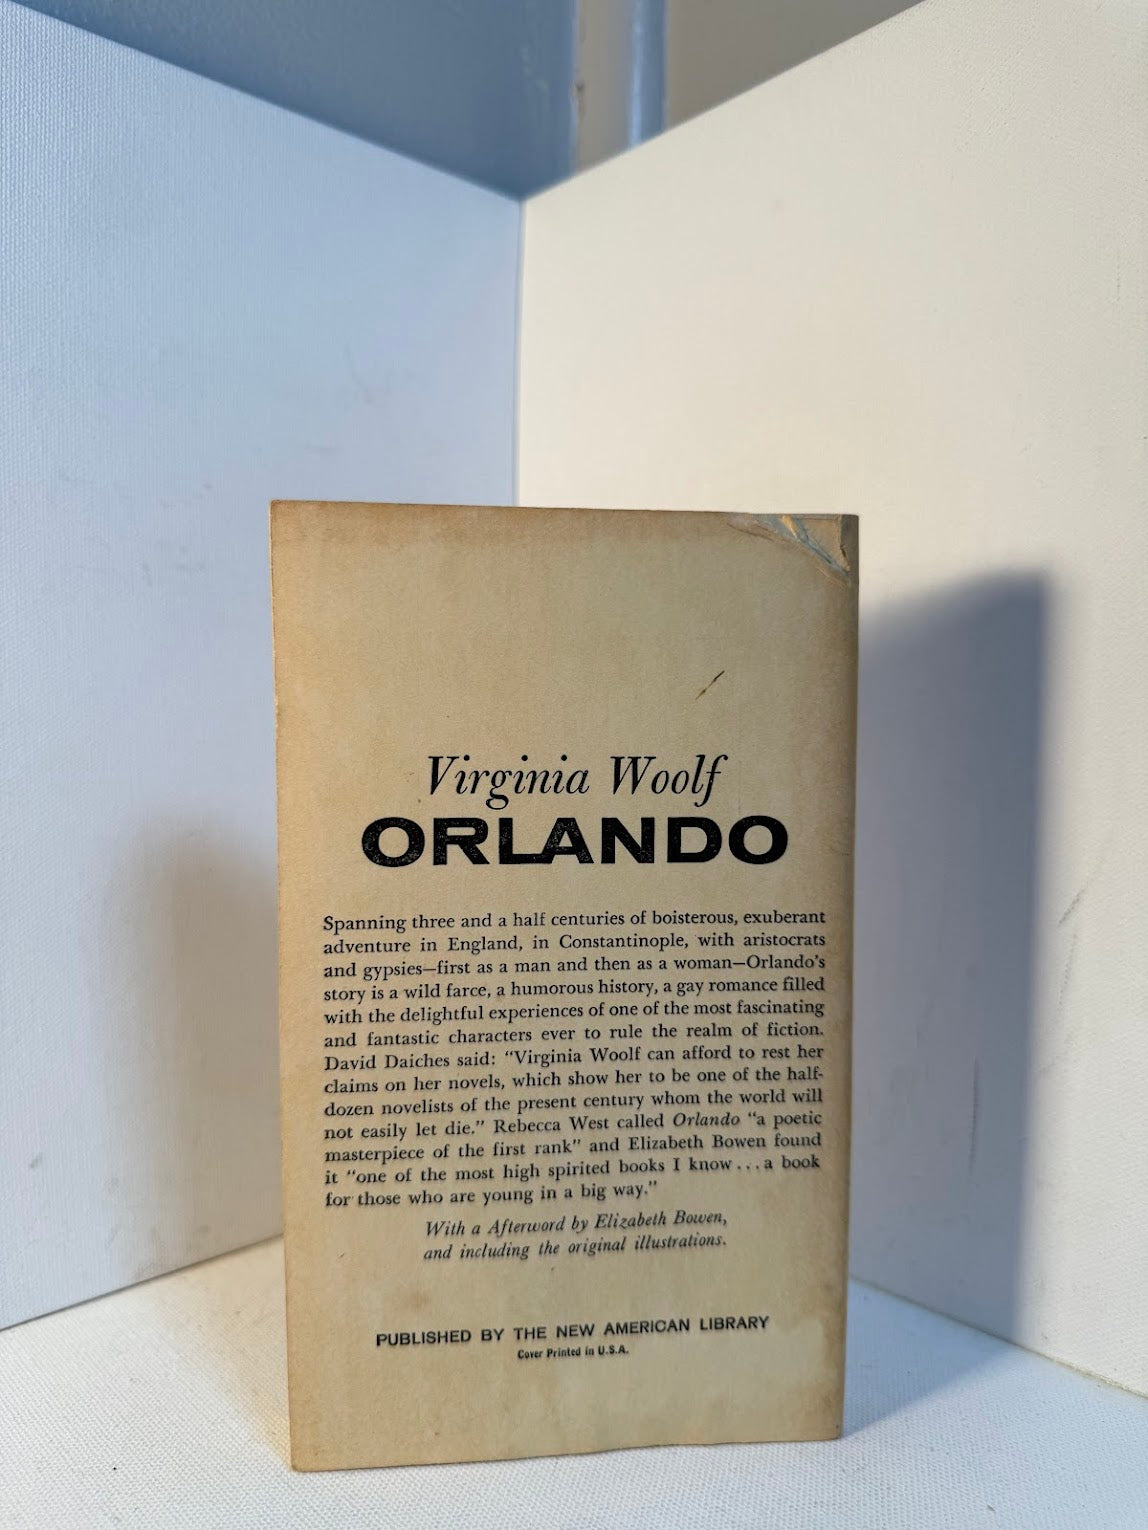 Virginia Woolf
ORLANDO
Spanning three and a half centuries of boisterous, exuberant
adventure in England, in Constantinople, with aristocrats
and gypsies—first as a man and then as a woman—Orlando's
story is a wild farce, a humorous history, a gay romance filled
with the delightful experiences of one of the most fascinating
and fantastic characters ever to rule the realm of fiction.
David Daiches said: "Virginia Woolf can afford to rest her
claims on her novels, which show her to be one of the half-
dozen novelists of the present century whom the world will
not easily let die." Rebecca West called Orlando "a poetic
masterpiece of the first rank" and Elizabeth Bowen found
it "one of the most high spirited books I know...a book
for those who are young in a big way."
With a Afterword by Elizabeth Bowen,
and including the original illustrations.
PUBLISHED BY THE NEW AMERICAN LIBRARY
Cover Printed in U.S.A.